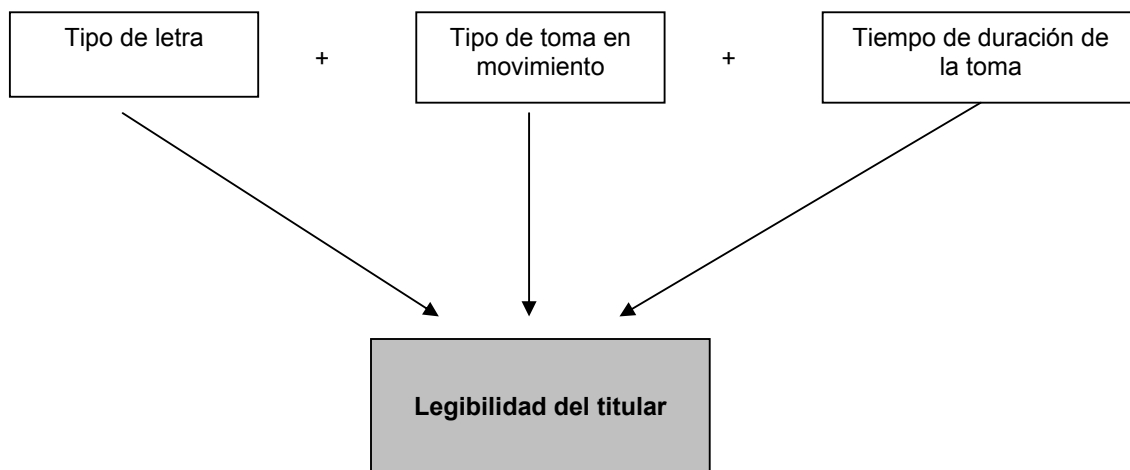 Tipo de letra
+
Tipo de toma en
movimiento
+
Tiempo de duración de
la toma
Legibilidad del titular